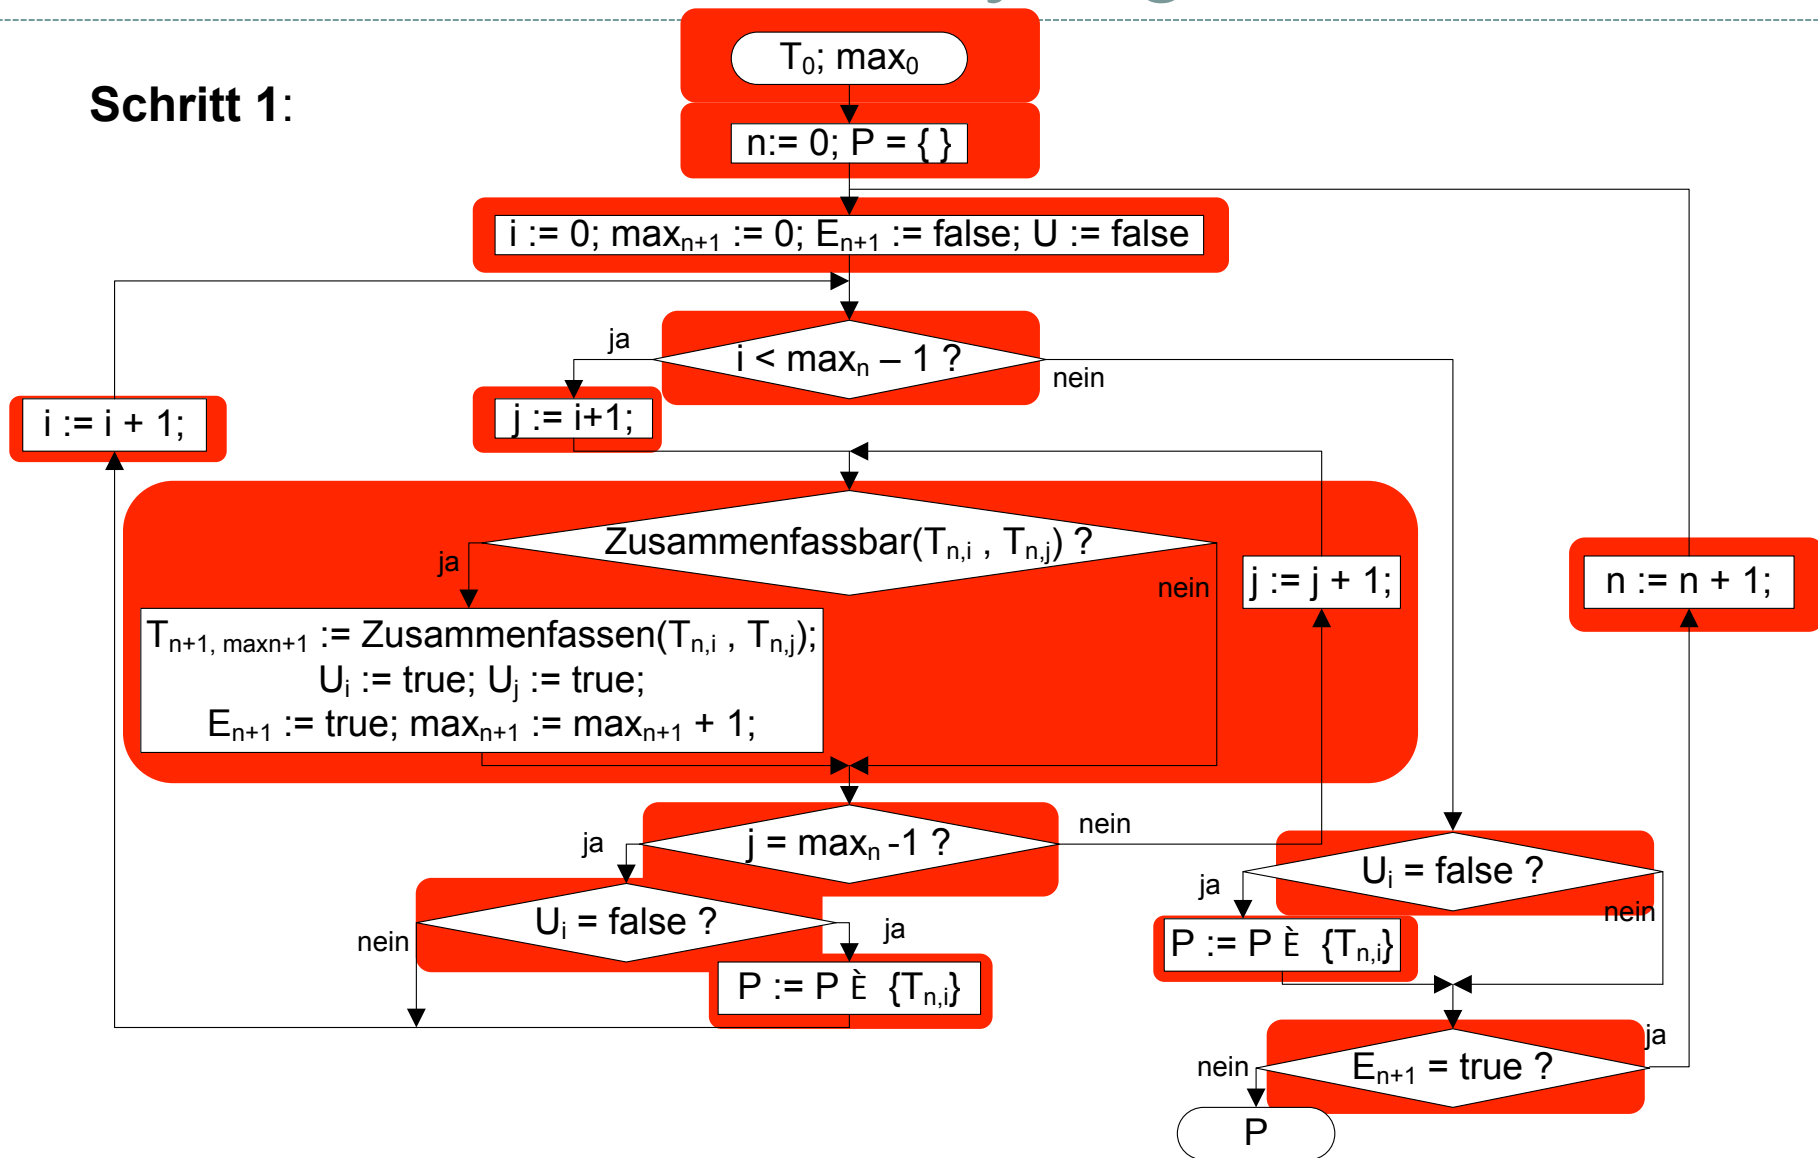 Schritt 1:
T0; max0
n:= 0; P = { }
i := 0; maxn+1 := 0; En+1 := false; U := false
ja
i < maxn – 1 ?
nein
i := i + 1;
j := i+1;
Zusammenfassbar(Tn,i , Tn,j) ?
ja
nein
j := j + 1;
n := n + 1;
Tn+1, maxn+1 := Zusammenfassen(Tn,i , Tn,j);
Ui := true; Uj := true;
En+1 := true; maxn+1 := maxn+1 + 1;
ja
j = maxn -1 ?
nein
Ui = false ?
nein
ja
P := P È {Tn,i}
Ui = false ?
ja
nein
P := P È {Tn,i}
En+1 = true ?
ja
nein
P